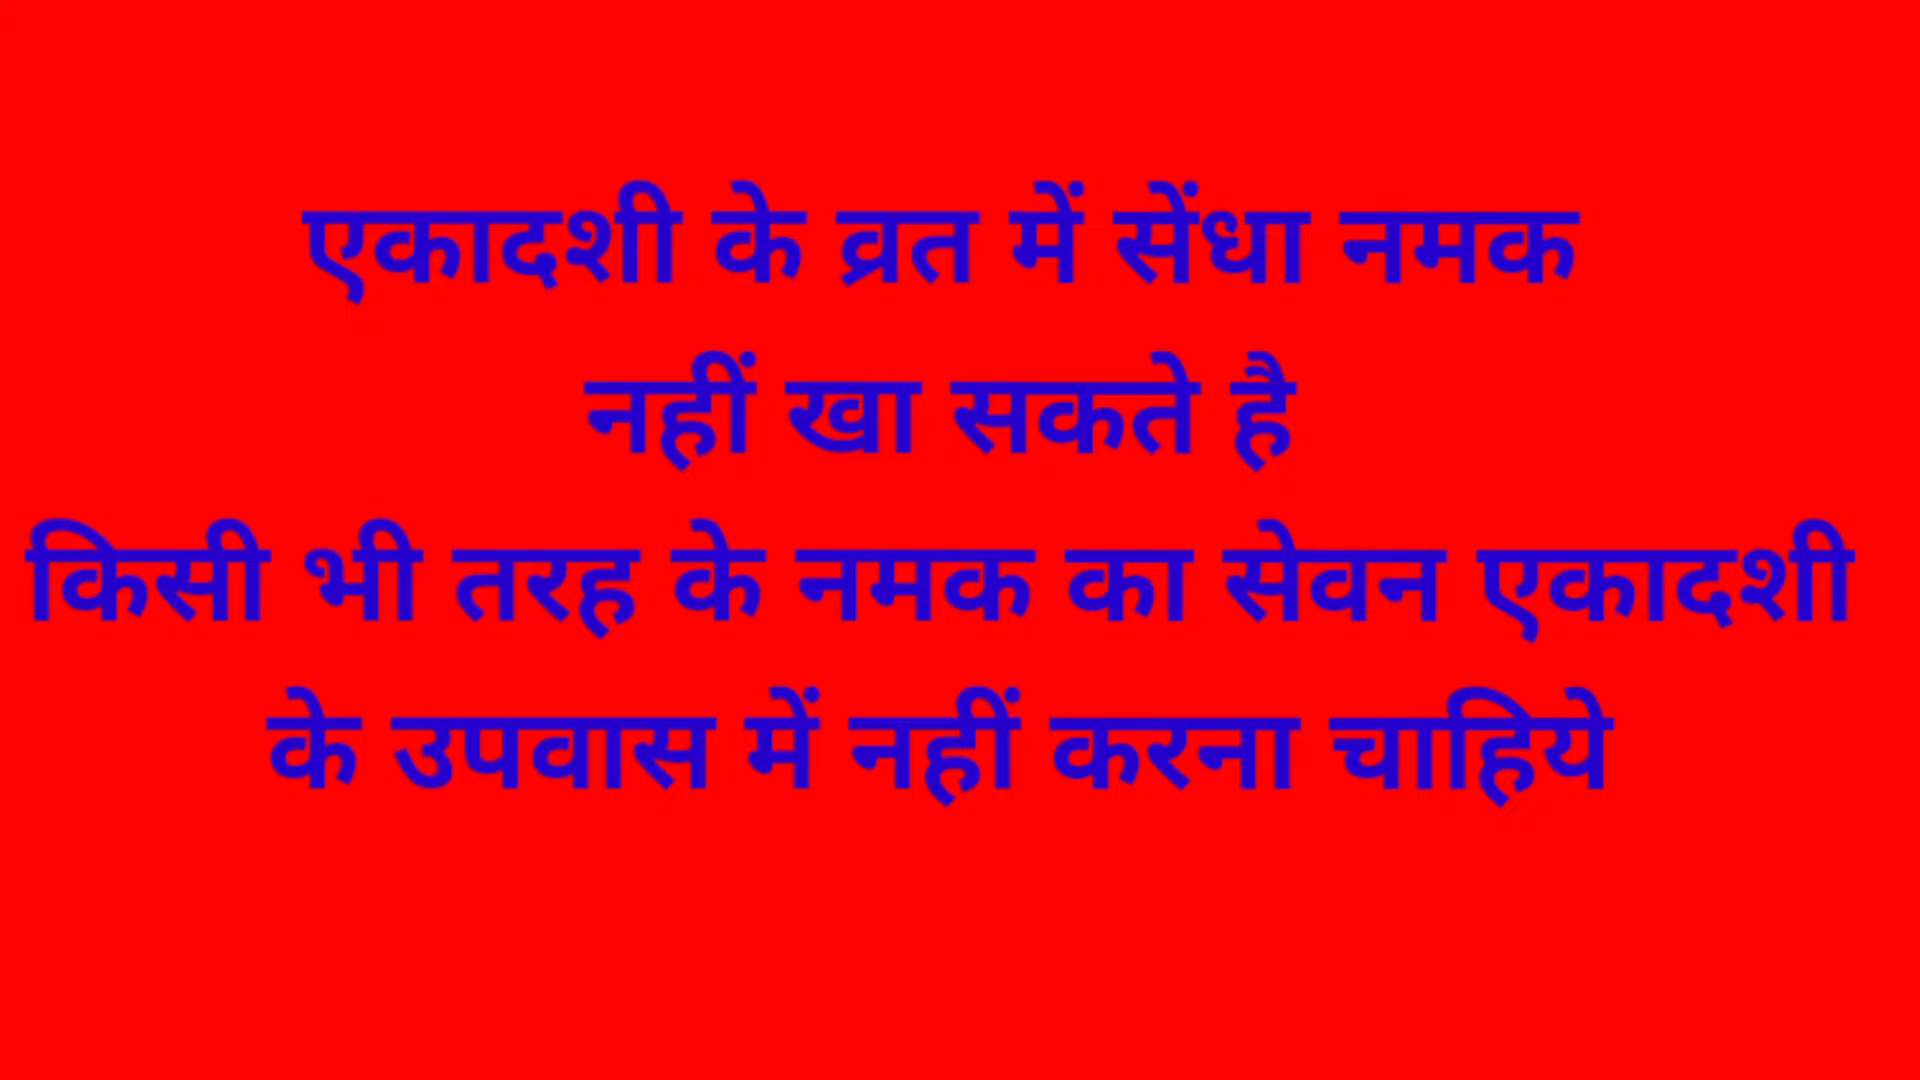 एकादशी के व्रत में सेंधा नमक
नहीं खा सकते है
किसी भी तरह के नमक का सेवन एकादशी
के उपवास में नहीं करना चाहिये